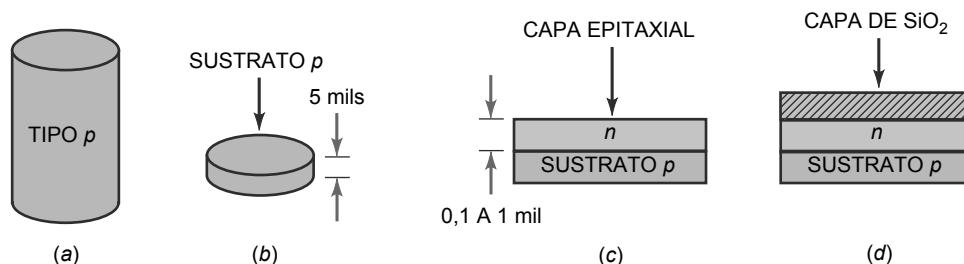 TIPO p
(a)
SUSTRATO p
5 mils
(b)
CAPA EPITAXIAL
n
SUSTRATO p
0,1 A 1 mil
(c)
CAPA DE SiO₂
n
SUSTRATO p
(d)